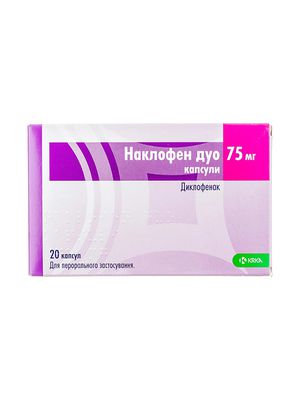 Наклофен дуо 75 мг
капсули
Диклофенак
20 капсул
Для перорального застосування.
KRKA